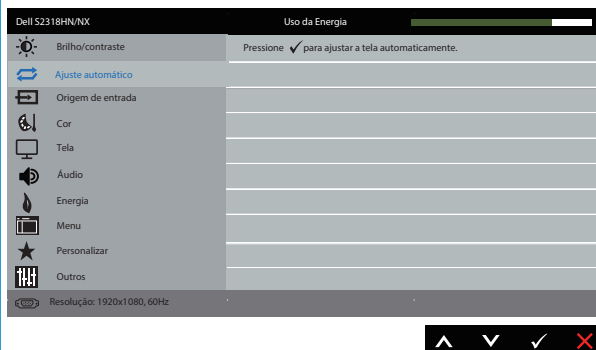 Dell S2318HN/NX
Uso da Energia
Brilho/contraste
Pressione ✓ para ajustar a tela automaticamente.
Ajuste automático
Origem de entrada
Cor
Tela
Áudio
Energia
Menu
Personalizar
Outros
Resolução: 1920x1080, 60Hz